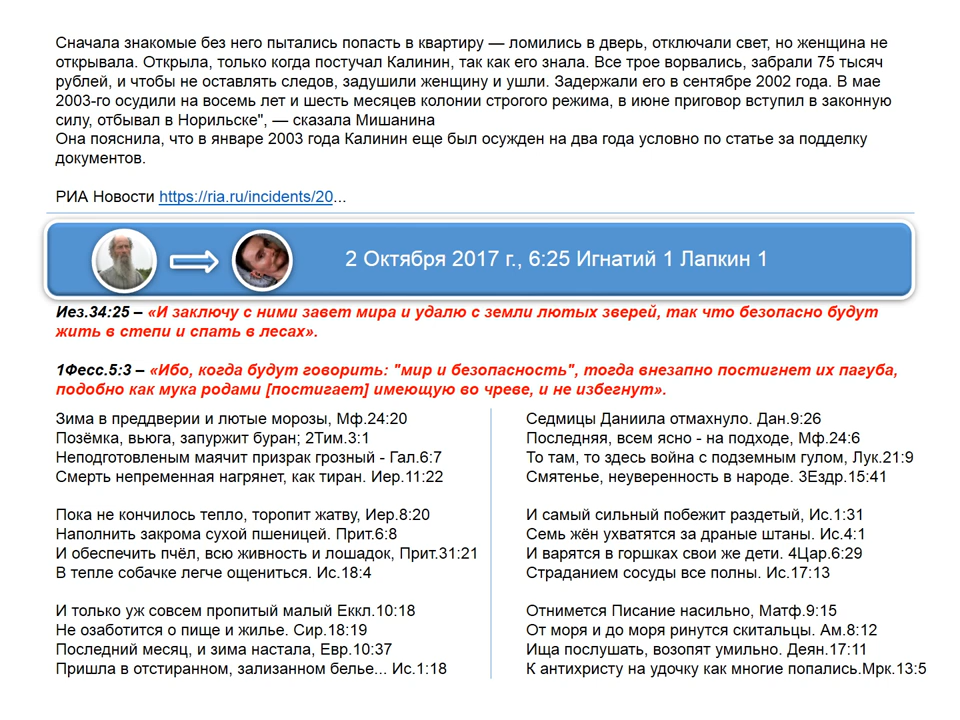 Сначала знакомые без него пытались попасть в квартиру — ломились в дверь, отключали свет, но женщина не
открывала. Открыла, только когда постучал Калинин, так как его знала. Все трое ворвались, забрали 75 тысяч
рублей, и чтобы не оставлять следов, задушили женщину и ушли. Задержали его в сентябре 2002 года. В мае
2003-го осудили на восемь лет и шесть месяцев колонии строгого режима, в июне приговор вступил в законную
силу, отбывал в Норильске", — сказала Мишанина
Она пояснила, что в январе 2003 года Калинин еще был осужден на два года условно по статье за подделку
документов.
РИА Новости https://ria.ru/incidents/20...
2 Октября 2017 г., 6:25 Игнатий 1 Лапкин 1
Иез.34:25 – «И заключу с ними завет мира и удалю с земли лютых зверей, так что безопасно будут
жить в степи и спать в лесах».
1Фесс.5:3 – «Ибо, когда будут говорить: "мир и безопасность", тогда внезапно постигнет их пагуба,
подобно как мука родами [постигает] имеющую во чреве, и не избегнут».
Зима в преддверии и лютые морозы, Мф.24:20
Позёмка, вьюга, запуржит буран; 2Тим.3:1
Неподготовленым маячит призрак грозный - Гал.6:7
Смерть непременная нагрянет, как тиран. Иер.11:22
Пока не кончилось тепло, торопит жатву, Иер.8:20
Наполнить закрома сухой пшеницей. Прит.6:8
И обеспечить пчёл, всю живность и лошадок, Прит.31:21
В тепле собачке легче ощениться. Ис.18:4
И только уж совсем пропитый малый Еккл.10:18
Не озаботится о пище и жилье. Сир.18:19
Последний месяц, и зима настала, Евр.10:37
Пришла в отстиранном, зализанном белье... Ис.1:18
Седмицы Даниила отмахнуло. Дан.9:26
Последняя, всем ясно - на подходе, Мф.24:6
То там, то здесь война с подземным гулом, Лук.21:9
Смятенье, неуверенность в народе. 3Ездр.15:41
И самый сильный побежит раздетый, Ис.1:31
Семь жён ухватятся за драные штаны. Ис.4:1
И варятся в горшках свои же дети. 4Цар.6:29
Страданием сосуды все полны. Ис.17:13
Отнимется Писание насильно, Матф.9:15
От моря и до моря ринутся скитальцы. Ам.8:12
Ища послушать, возопят умильно. Деян.17:11
К антихристу на удочку как многие попались.Мрк.13:5